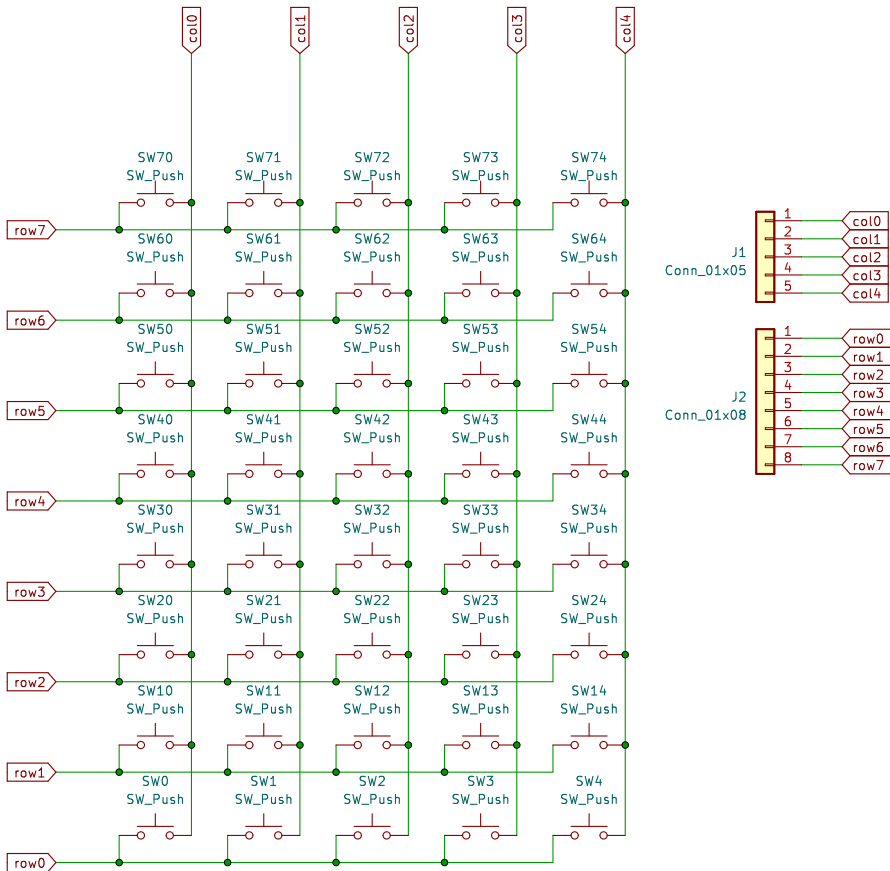 col0 col1 col2 col3 col4
SW70 SW71 SW72 SW73 SW74
SW_Push SW_Push SW_Push SW_Push SW_Push
row7
SW60 SW61 SW62 SW63 SW64
SW_Push SW_Push SW_Push SW_Push SW_Push
row6
SW50 SW51 SW52 SW53 SW54
SW_Push SW_Push SW_Push SW_Push SW_Push
row5
SW40 SW41 SW42 SW43 SW44
SW_Push SW_Push SW_Push SW_Push SW_Push
row4
SW30 SW31 SW32 SW33 SW34
SW_Push SW_Push SW_Push SW_Push SW_Push
row3
SW20 SW21 SW22 SW23 SW24
SW_Push SW_Push SW_Push SW_Push SW_Push
row2
SW10 SW11 SW12 SW13 SW14
SW_Push SW_Push SW_Push SW_Push SW_Push
row1
SW0 SW1 SW2 SW3 SW4
SW_Push SW_Push SW_Push SW_Push SW_Push
row0
J1
Conn_01x05
1 col0
2 col1
3 col2
4 col3
5 col4
J2
Conn_01x08
1 row0
2 row1
3 row2
4 row3
5 row4
6 row5
7 row6
8 row7